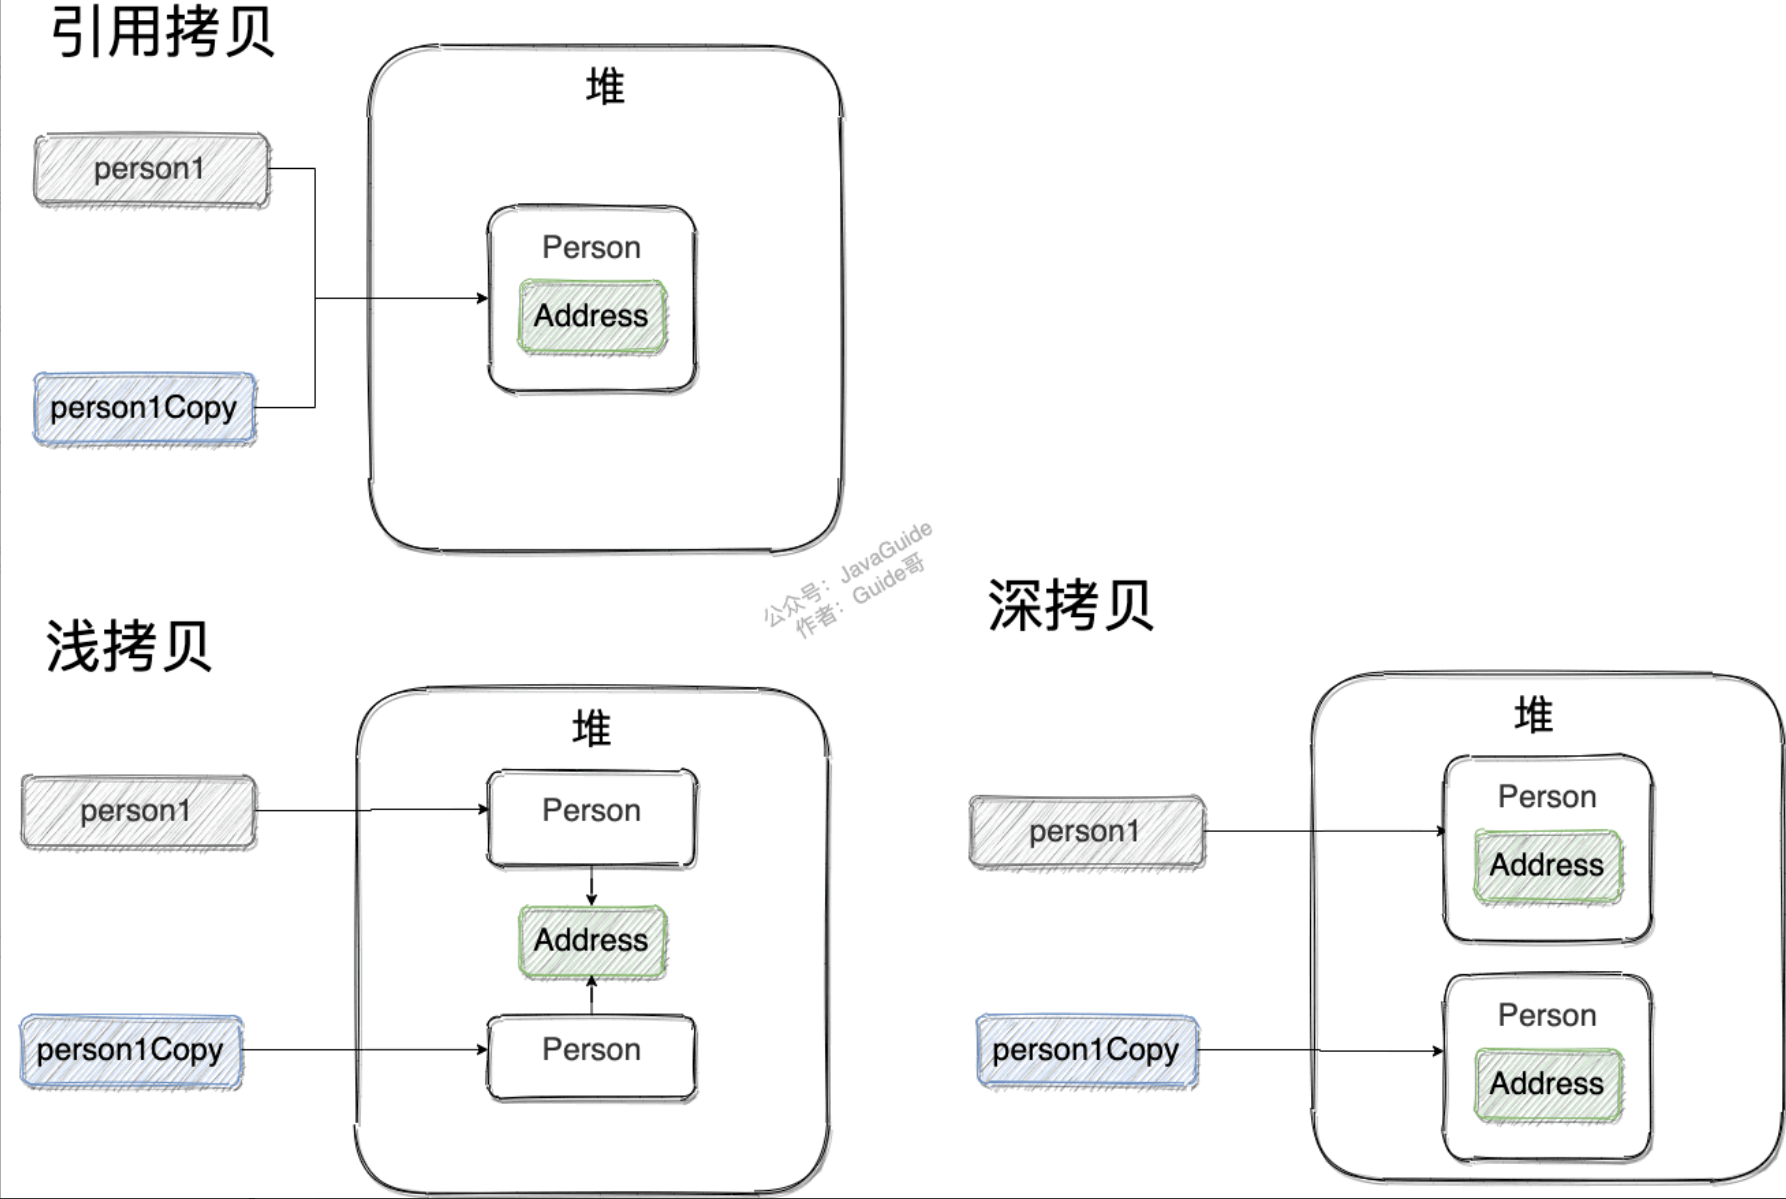 引用拷贝
堆
person1
Person
Address
person1Copy
公众号：JavaGuide
作者：Guide哥
浅拷贝
堆
person1
Person
Address
person1Copy
Person
深拷贝
堆
person1
Person
Address
person1Copy
Person
Address